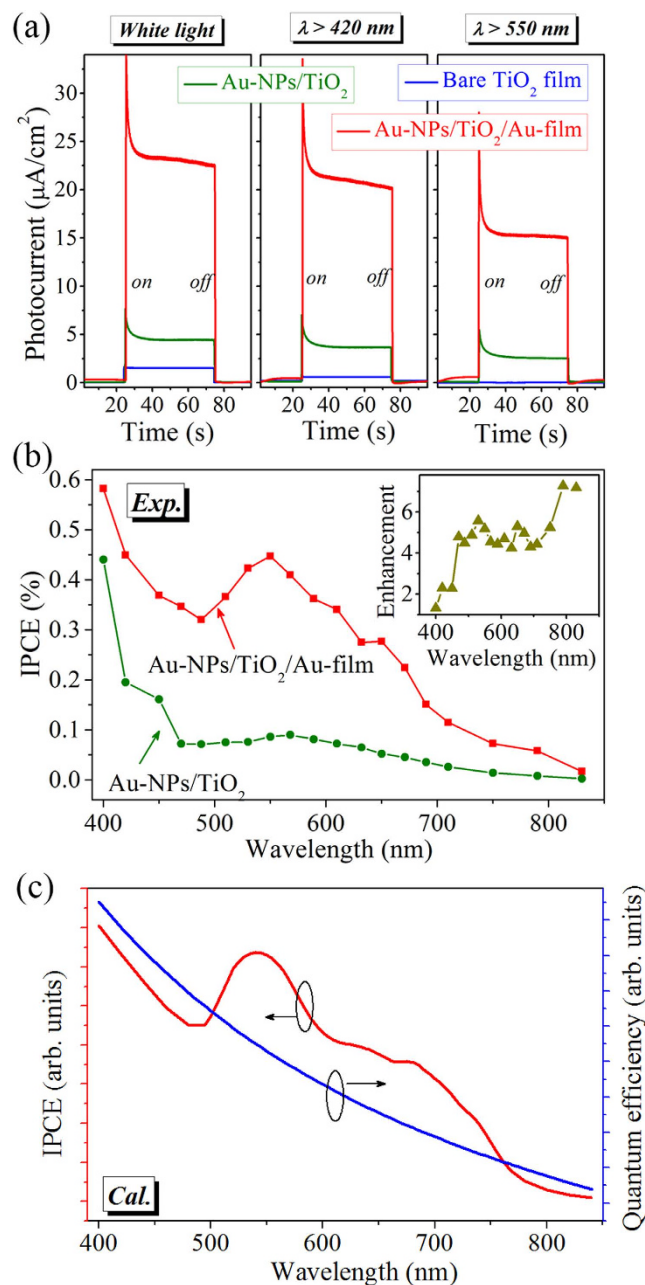 (a)
White light
λ > 420 nm
λ > 550 nm
Au-NPs/TiO₂
Bare TiO₂ film
Au-NPs/TiO₂/Au-film
Photocurrent (μA/cm²)
30
25
20
15
10
5
0
on
off
on
off
on
off
20 40 60 80
20 40 60 80
20 40 60 80
Time (s)
Time (s)
Time (s)
(b)
Exp.
IPCE (%)
0.6
0.5
0.4
0.3
0.2
0.1
0.0
Au-NPs/TiO₂/Au-film
Au-NPs/TiO₂
Enhancement
6
4
2
400 500 600 700 800
Wavelength (nm)
400 500 600 700 800
Wavelength (nm)
(c)
IPCE (arb. units)
Quantum efficiency (arb. units)
Cal.
400 500 600 700 800
Wavelength (nm)